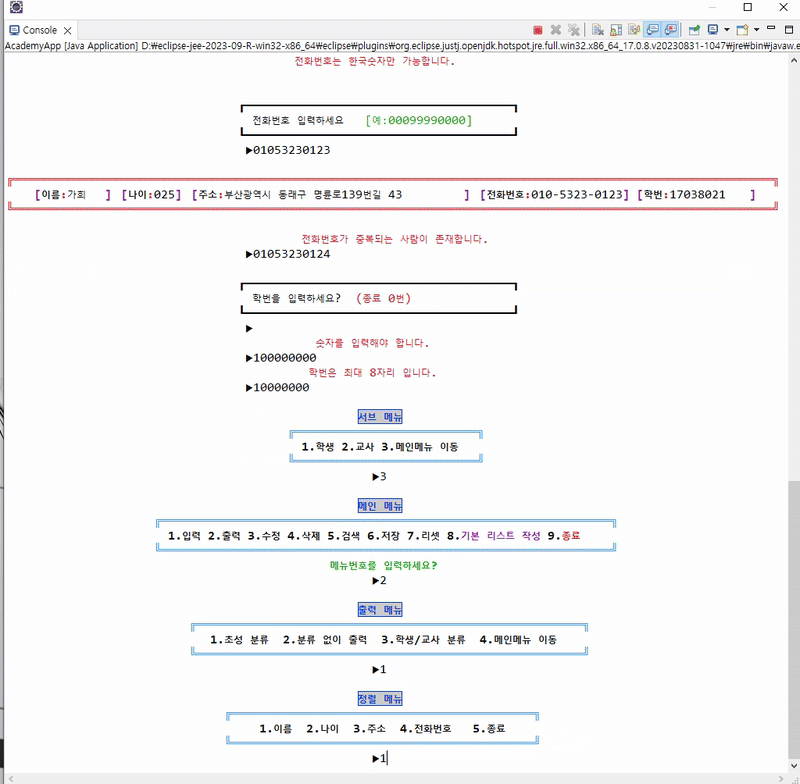 Console
AcademyApp [Java Application] D:₩eclipse-jee-2023-09-R-win32-x86_64₩eclipse₩plugins₩org.eclipse.justj.openjdk.hotspot.jre.full.win32.x86_64_17.0.8.v20230831-1047₩jre₩bin₩javaw.e
전화번호는 한국숫자만 가능합니다.
전화번호 입력하세요 [예:00099990000]
▶01053230123
[이름:가희 ] [나이:025] [주소:부산광역시 동래구 명륜로139번길 43 ] [전화번호:010-5323-0123] [학번:17038021 ]
전화번호가 중복되는 사람이 존재합니다.
▶01053230124
학번을 입력하세요? (종료 0번)
▶
숫자를 입력해야 합니다.
▶100000000
학번은 최대 8자리 입니다.
▶10000000
서브 메뉴
1.학생 2.교사 3.메인메뉴 이동
▶3
메인 메뉴
1.입력 2.출력 3.수정 4.삭제 5.검색 6.저장 7.리셋 8.기본 리스트 작성 9.종료
메뉴번호를 입력하세요?
▶2
출력 메뉴
1.초성 분류 2.분류 없이 출력 3.학생/교사 분류 4.메인메뉴 이동
▶1
정렬 메뉴
1.이름 2.나이 3.주소 4.전화번호 5.종료
▶1